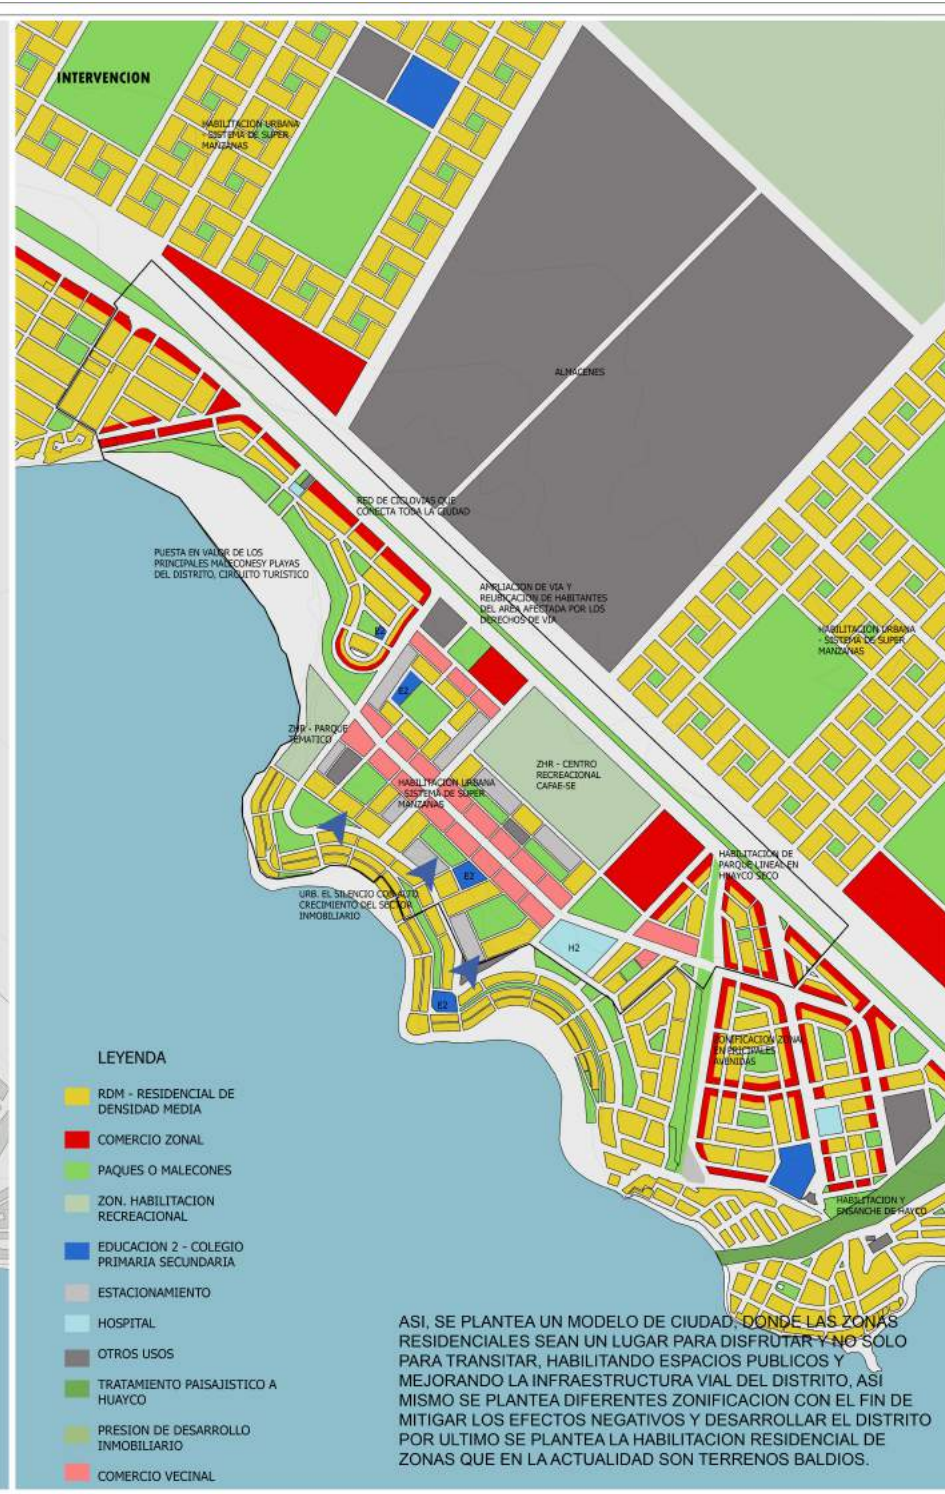 INTERVENCION
HABILITACION URBANA
- SISTEMA DE SUPER
MANZANAS
ALMACENES
RED DE CICLOVIAS QUE
CONECTA TODA LA CIUDAD
PUESTA EN VALOR DE LOS
PRINCIPALES MALECONESY PLAYAS
DEL DISTRITO, CIRCUITO TURISTICO
AMPLIACION DE VIA Y
REUBICACION DE HABITANTES
DEL AREA AFECTADA POR LOS
DERECHOS DE VIA
HABILITACION URBANA
- SISTEMA DE SUPER
MANZANAS
E2
E2
ZHR - PARQUE
TEMATICO
ZHR - CENTRO
RECREACIONAL
CAFAE-SE
HABILITACION URBANA
- SISTEMA DE SUPER
MANZANAS
HABILITACION DE
PARQUE LINEAL EN
HUAYCO SECO
E2
URB. EL SILENCIO CON ALTO
CRECIMIENTO DEL SECTOR
INMOBILIARIO
H2
E2
ZONIFICACION ZONAL
EN PRICIPALES
AVENIDAS
HABILITACION Y
ENSANCHE DE HAYCO
LEYENDA
RDM - RESIDENCIAL DE
DENSIDAD MEDIA
COMERCIO ZONAL
PAQUES O MALECONES
ZON. HABILITACION
RECREACIONAL
EDUCACION 2 - COLEGIO
PRIMARIA SECUNDARIA
ESTACIONAMIENTO
HOSPITAL
OTROS USOS
TRATAMIENTO PAISAJISTICO A
HUAYCO
PRESION DE DESARROLLO
INMOBILIARIO
COMERCIO VECINAL
ASI, SE PLANTEA UN MODELO DE CIUDAD, DONDE LAS ZONAS
RESIDENCIALES SEAN UN LUGAR PARA DISFRUTAR Y NO SOLO
PARA TRANSITAR, HABILITANDO ESPACIOS PUBLICOS Y
MEJORANDO LA INFRAESTRUCTURA VIAL DEL DISTRITO, ASI
MISMO SE PLANTEA DIFERENTES ZONIFICACION CON EL FIN DE
MITIGAR LOS EFECTOS NEGATIVOS Y DESARROLLAR EL DISTRITO
POR ULTIMO SE PLANTEA LA HABILITACION RESIDENCIAL DE
ZONAS QUE EN LA ACTUALIDAD SON TERRENOS BALDIOS.